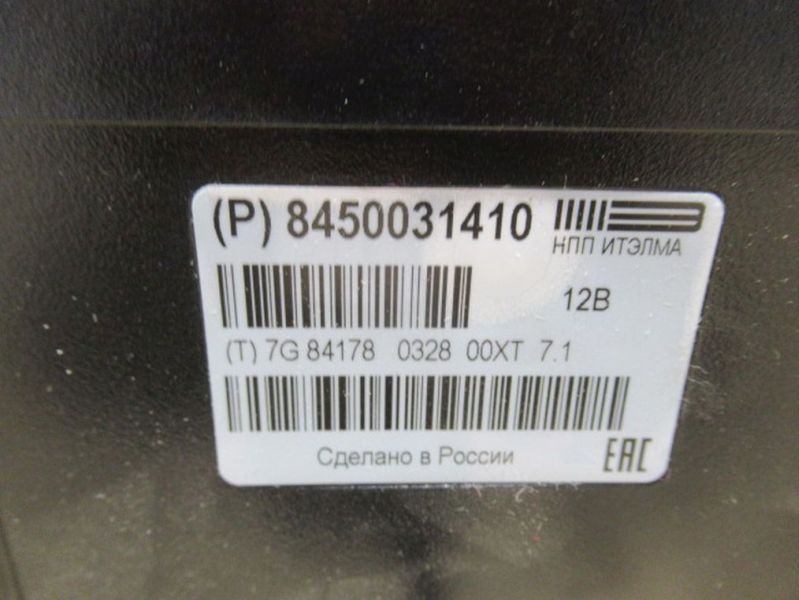 (P) 8450031410
НПП ИТЭЛМА
12В
(T) 7G 84178 0328 00XT 7.1
Сделано в России
EAC